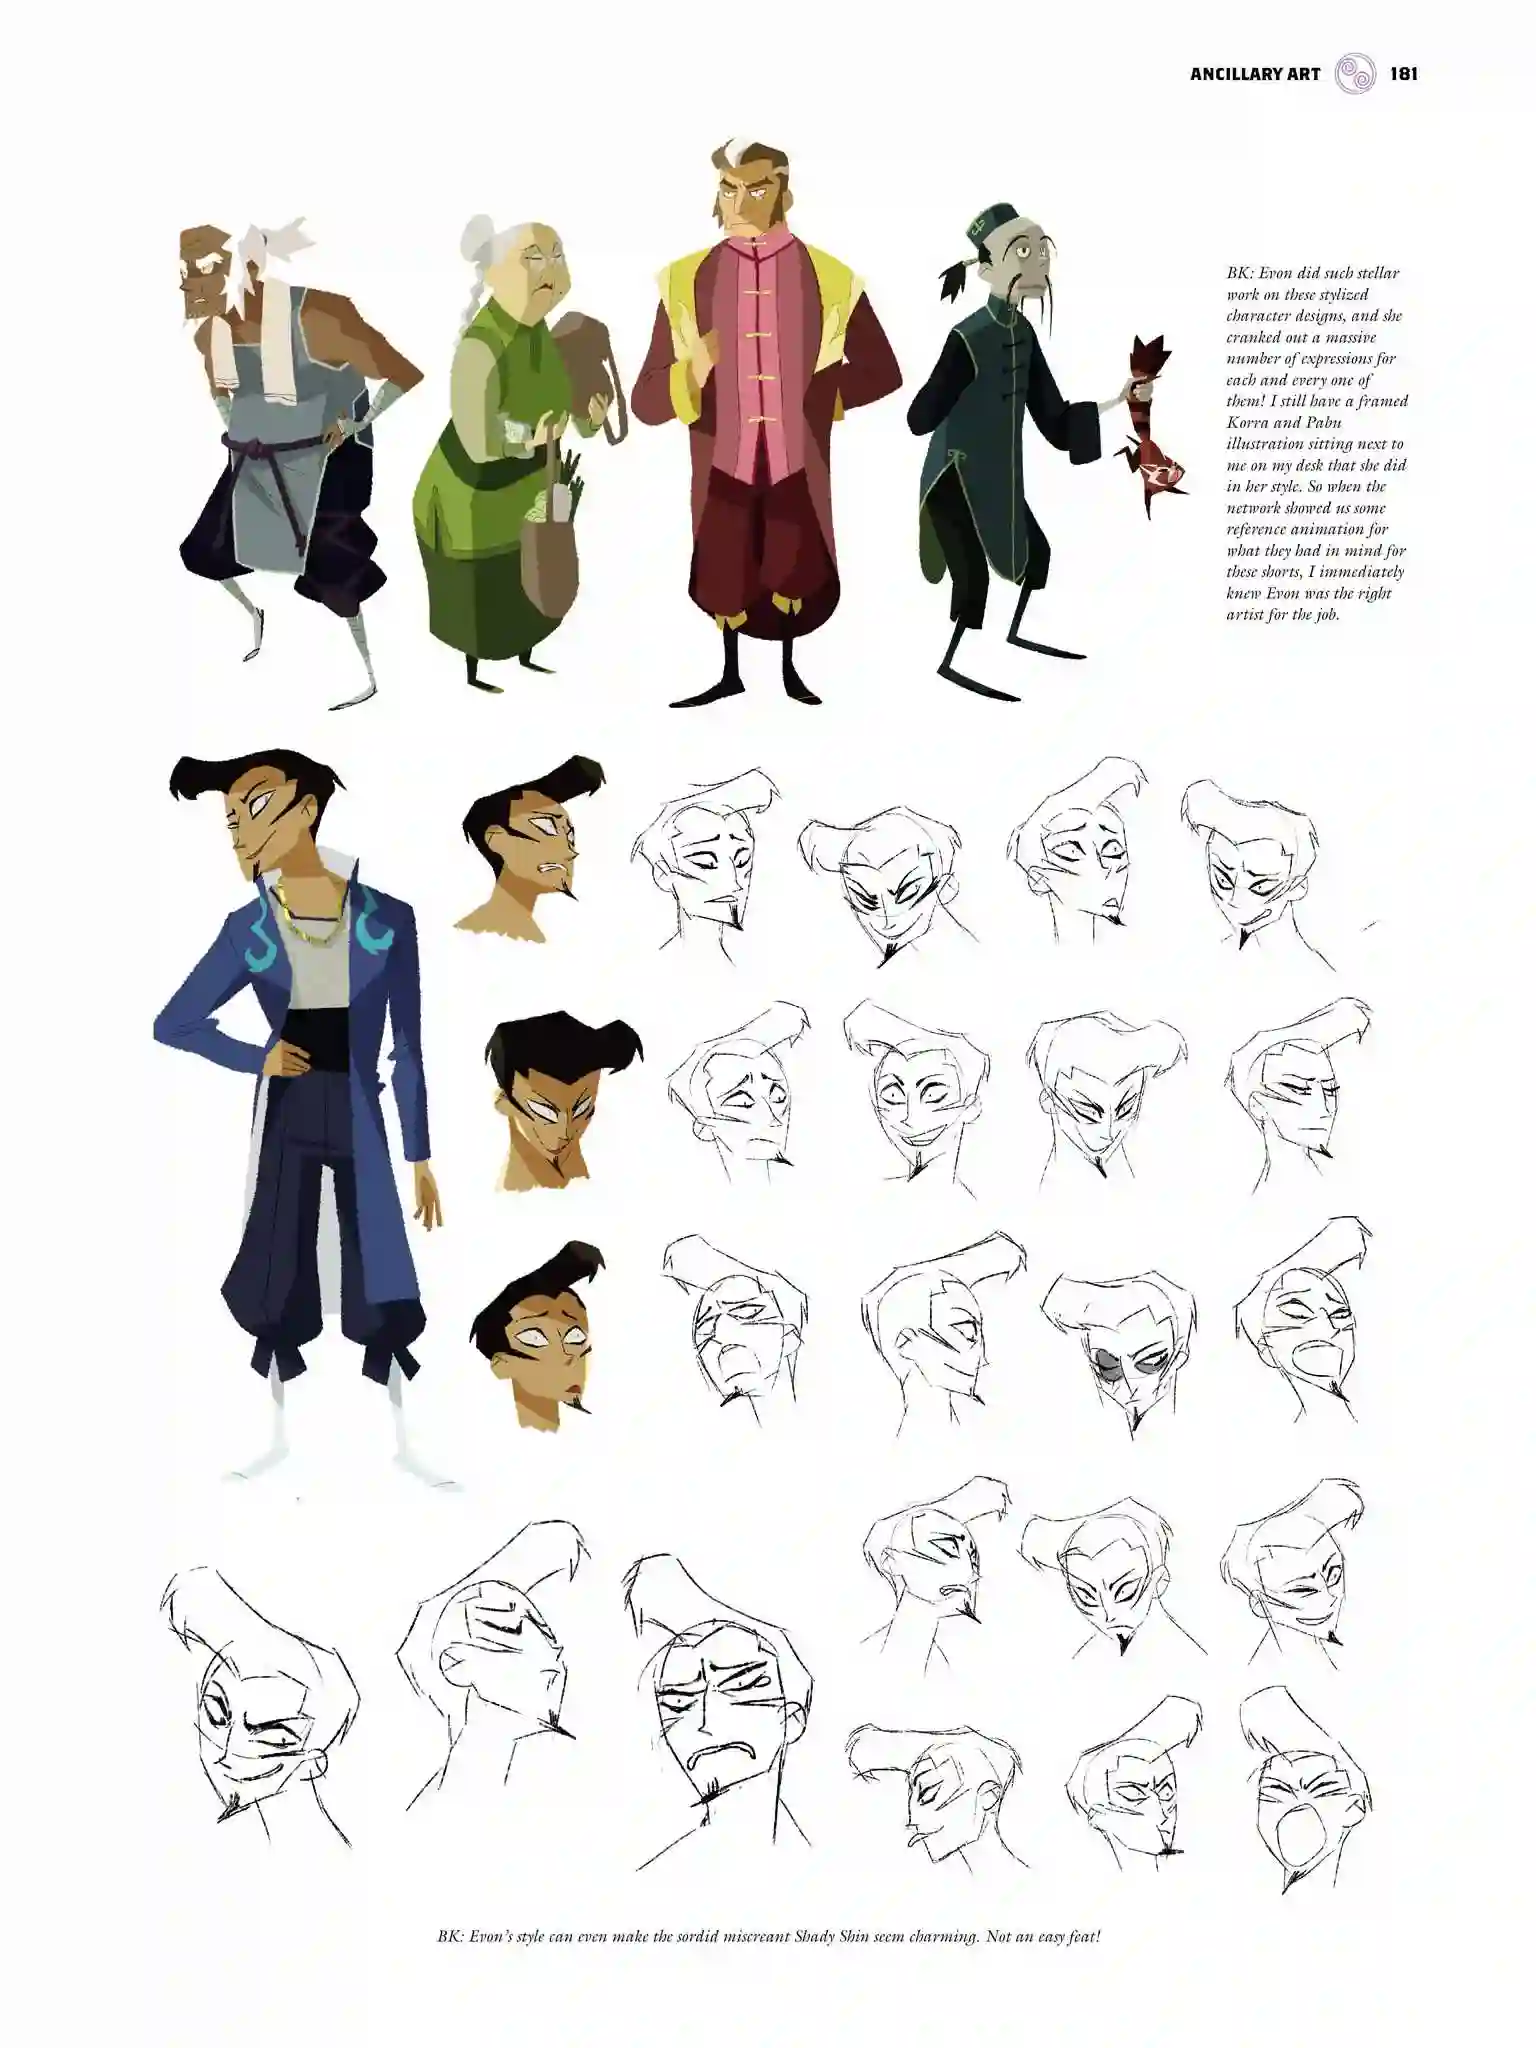 ANCILLARY ART 181
BK: Evon did such stellar
work on these stylized
character designs, and she
cranked out a massive
number of expressions for
each and every one of
them! I still have a framed
Korra and Pabu
illustration sitting next to
me on my desk that she did
in her style. So when the
network showed us some
reference animation for
what they had in mind for
these shorts, I immediately
knew Evon was the right
artist for the job.
BK: Evon's style can even make the sordid miscreant Shady Shin seem charming. Not an easy feat!